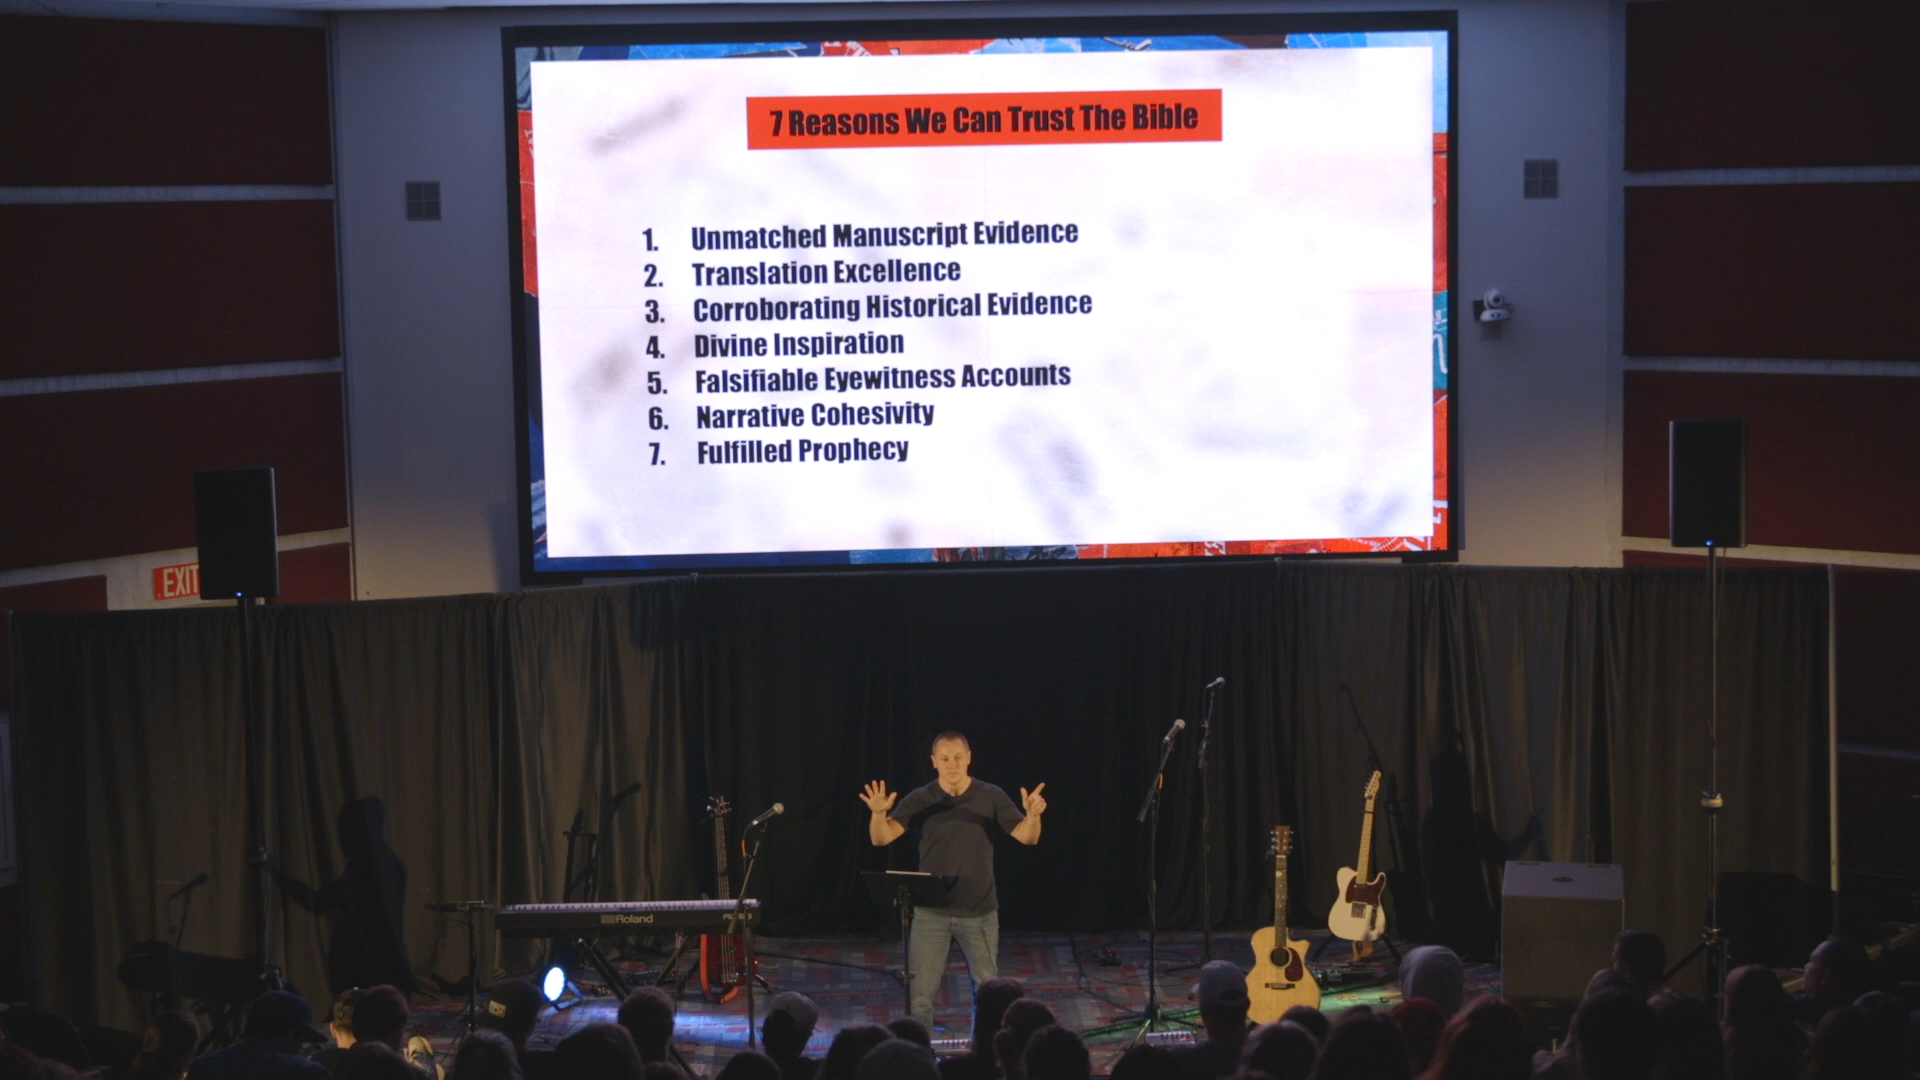 7 Reasons We Can Trust The Bible
1. Unmatched Manuscript Evidence
2. Translation Excellence
3. Corroborating Historical Evidence
4. Divine Inspiration
5. Falsifiable Eyewitness Accounts
6. Narrative Cohesivity
7. Fulfilled Prophecy
EXIT
Roland